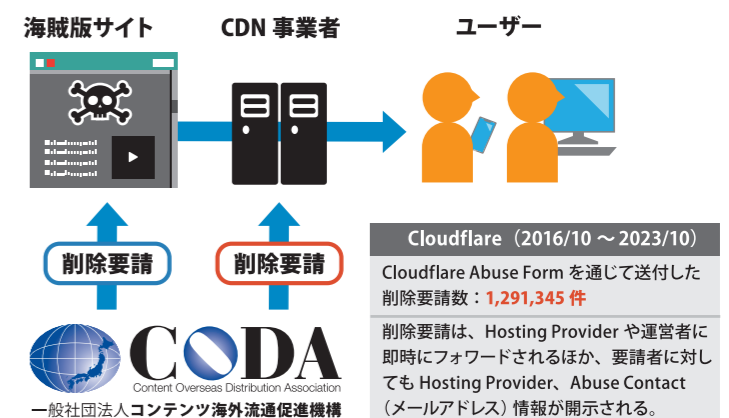 海賊版サイト
CDN 事業者
ユーザー
削除要請
削除要請
CODA
Content Overseas Distribution Association
一般社団法人コンテンツ海外流通促進機構
Cloudflare（2016/10 ～ 2023/10）
Cloudflare Abuse Form を通じて送付した
削除要請数：1,291,345 件
削除要請は、Hosting Provider や運営者に
即時にフォワードされるほか、要請者に対し
ても Hosting Provider、Abuse Contact
（メールアドレス）情報が開示される。